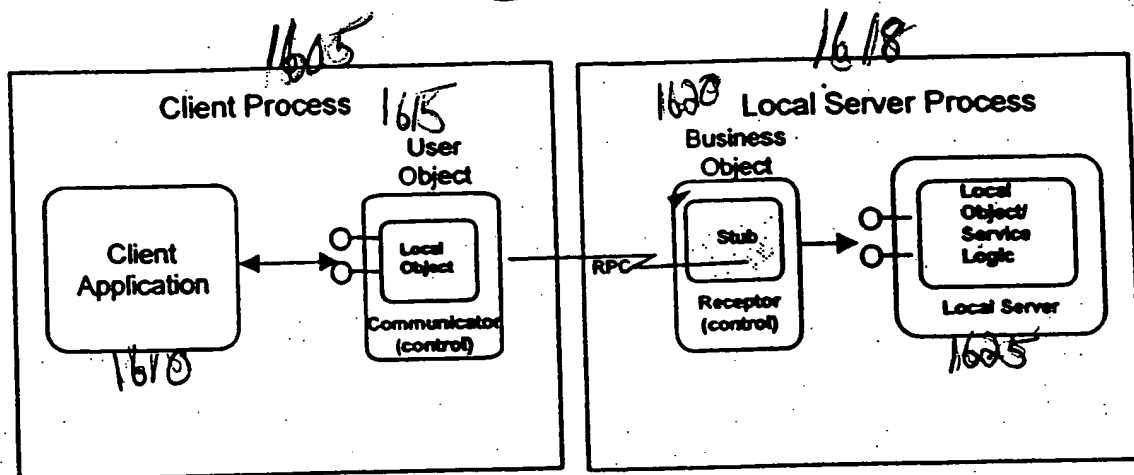 1605
Client Process
1615
User
Object
Client
Application
Local
Object
Communicator
(control)
1610
RPC
1618
1620
Local Server Process
Business
Object
Stub
Receptor
(control)
Local
Object/
Service
Logic
Local Server
1625